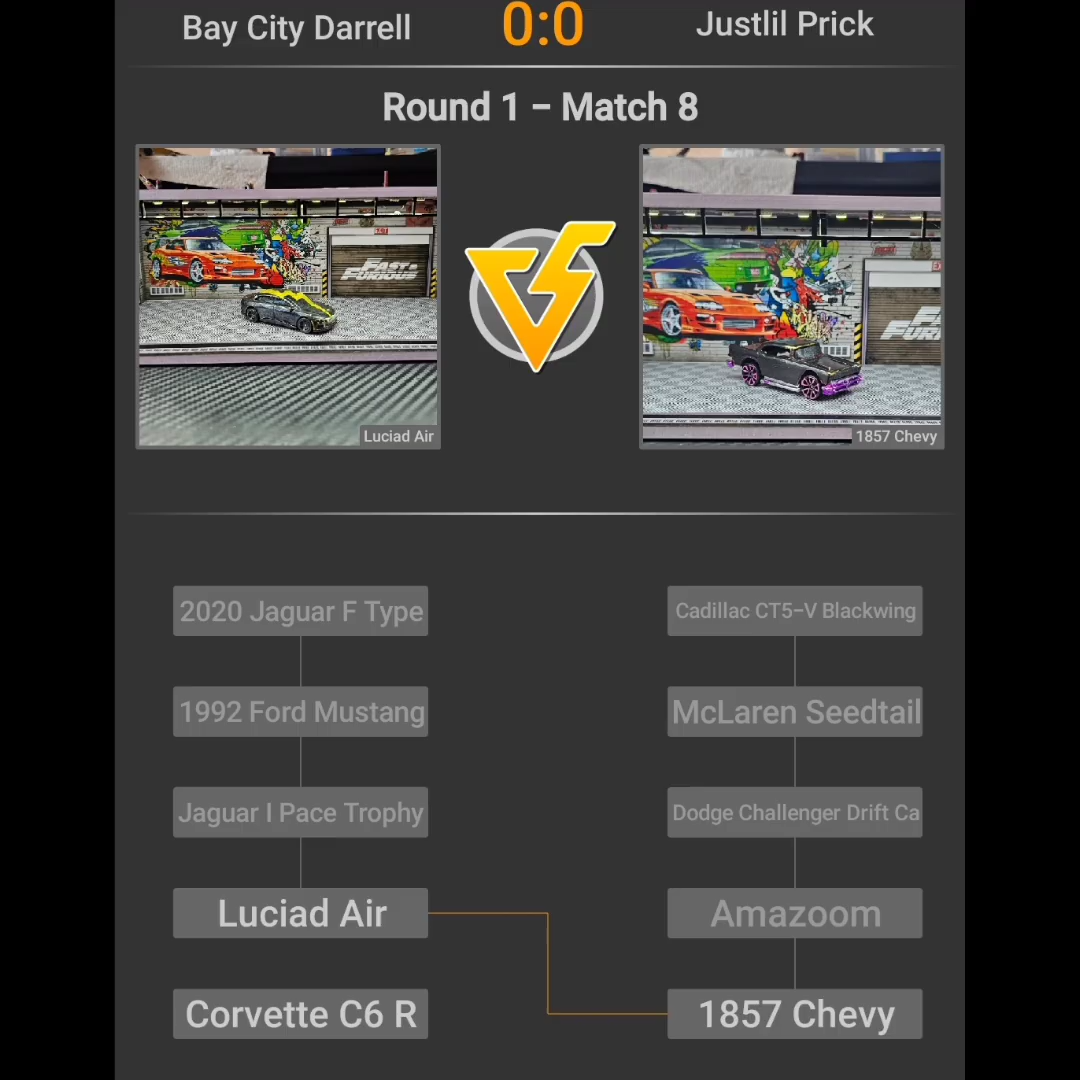 Bay City Darrell
0:0
Justlil Prick
Round 1 – Match 8
FAST & FURIOUS
Luciad Air
1857 Chevy
2020 Jaguar F Type
Cadillac CT5–V Blackwing
1992 Ford Mustang
McLaren Seedtail
Jaguar I Pace Trophy
Dodge Challenger Drift Ca
Luciad Air
Amazoom
Corvette C6 R
1857 Chevy